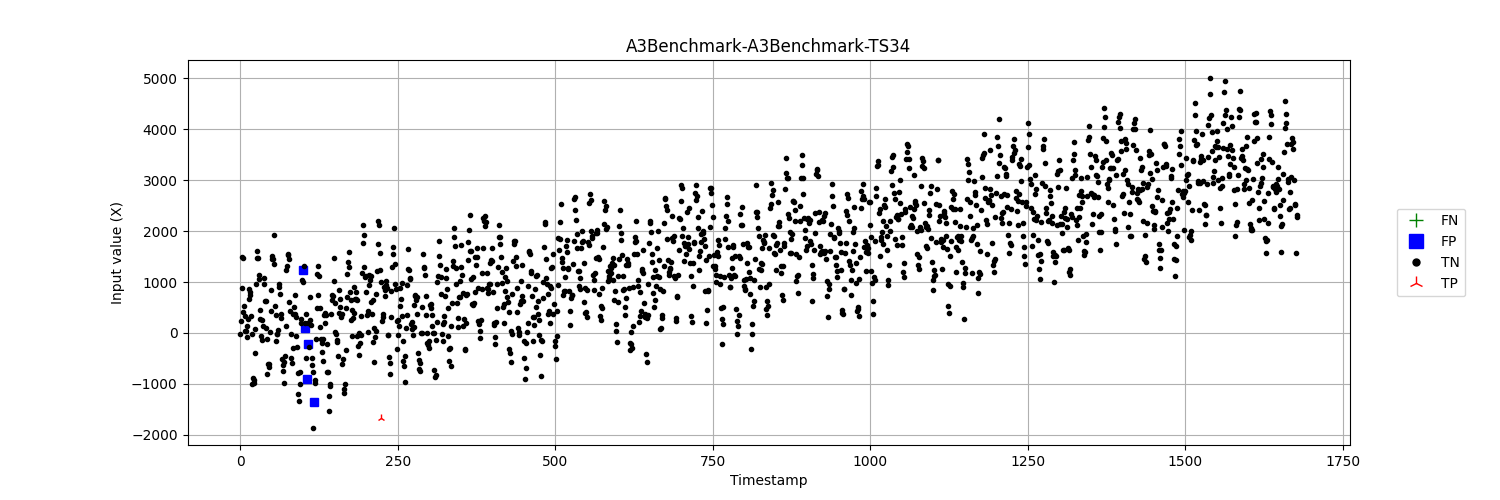 A3Benchmark-A3Benchmark-TS34
5000
4000
3000
2000
1000
0
−1000
−2000
Input value (X)
0
250
500
750
1000
1250
1500
1750
Timestamp
FN
FP
TN
TP